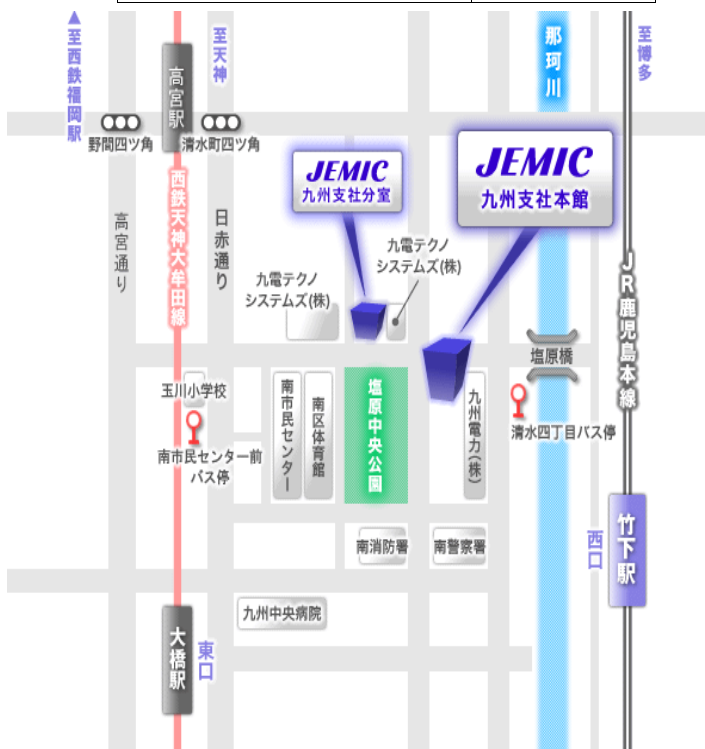 ▲至西鉄福岡駅
至天神
那珂川
至博多
高宮駅
野間四ツ角
清水町四ツ角
JEMIC
九州支社分室
JEMIC
九州支社本館
西鉄天神大牟田線
高宮通り
日赤通り
九電テクノ
システムズ(株)
九電テクノ
システムズ(株)
JR鹿児島本線
塩原橋
玉川小学校
南市民センター
南区体育館
塩原中央公園
九州電力(株)
清水四丁目バス停
南市民センター前
バス停
南消防署
南警察署
西口
竹下駅
九州中央病院
大橋駅
東口